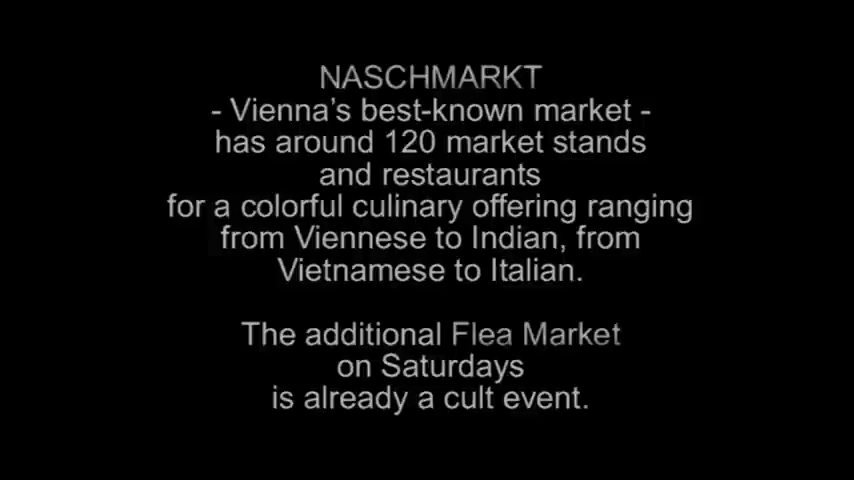 NASCHMARKT
- Vienna’s best-known market -
has around 120 market stands
and restaurants
for a colorful culinary offering ranging
from Viennese to Indian, from
Vietnamese to Italian.
The additional Flea Market
on Saturdays
is already a cult event.